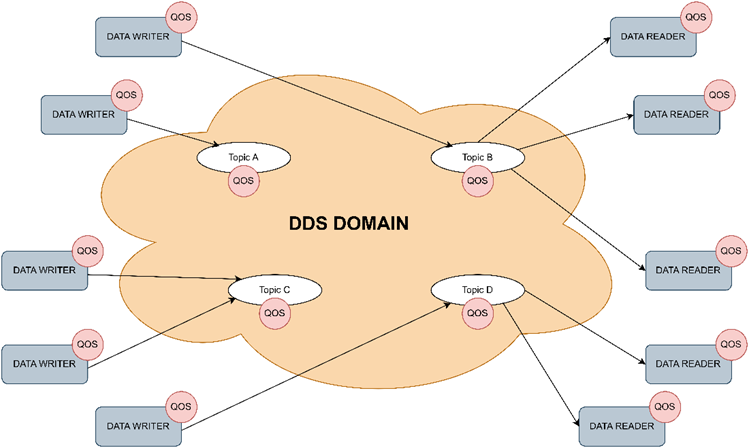 QOS
DATA WRITER
QOS
DATA READER
QOS
DATA WRITER
QOS
DATA READER
Topic A
QOS
Topic B
QOS
DDS DOMAIN
QOS
DATA WRITER
QOS
DATA READER
Topic C
QOS
Topic D
QOS
QOS
DATA WRITER
QOS
DATA READER
QOS
DATA WRITER
QOS
DATA READER